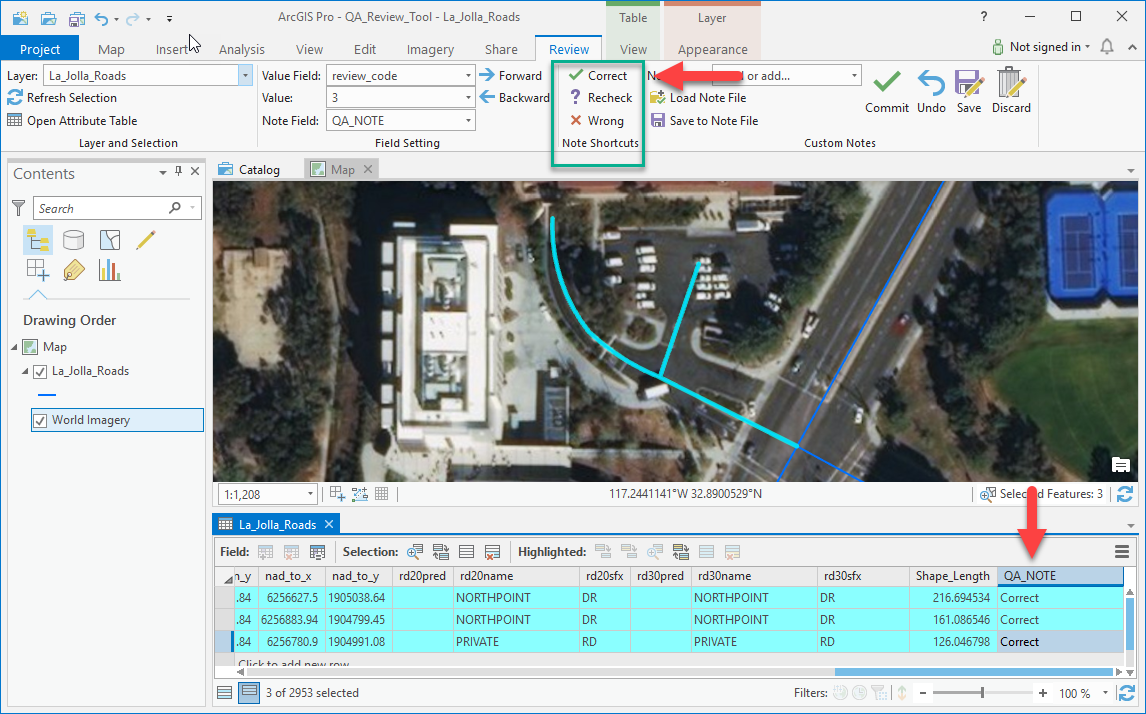 ArcGIS Pro - QA_Review_Tool - La_Jolla_Roads
Table
Layer
?
Project
Map
Insert
Analysis
View
Edit
Imagery
Share
Review
View
Appearance
Not signed in
Layer:
La_Jolla_Roads
Refresh Selection
Open Attribute Table
Layer and Selection
Value Field:
review_code
Value:
3
Note Field:
QA_NOTE
Forward
Backward
Field Setting
Correct
Recheck
Wrong
Note Shortcuts
or add...
Load Note File
Save to Note File
Custom Notes
Commit
Undo
Save
Discard
Contents
Search
Drawing Order
Map
La_Jolla_Roads
World Imagery
Catalog
Map
1:1,208
117.2441141°W 32.8900529°N
Selected Features: 3
La_Jolla_Roads
Field:
Selection:
Highlighted:
n_y nad_to_x nad_to_y rd20pred rd20name rd20sfx rd30pred rd30name rd30sfx Shape_Length QA_NOTE
.84 6256627.5 1905038.64 NORTHPOINT DR NORTHPOINT DR 216.694534 Correct
.84 6256883.94 1904799.45 NORTHPOINT DR NORTHPOINT DR 161.086546 Correct
.84 6256780.9 1904991.08 PRIVATE RD PRIVATE RD 126.046798 Correct
Click to add new row.
3 of 2953 selected
Filters:
100 %